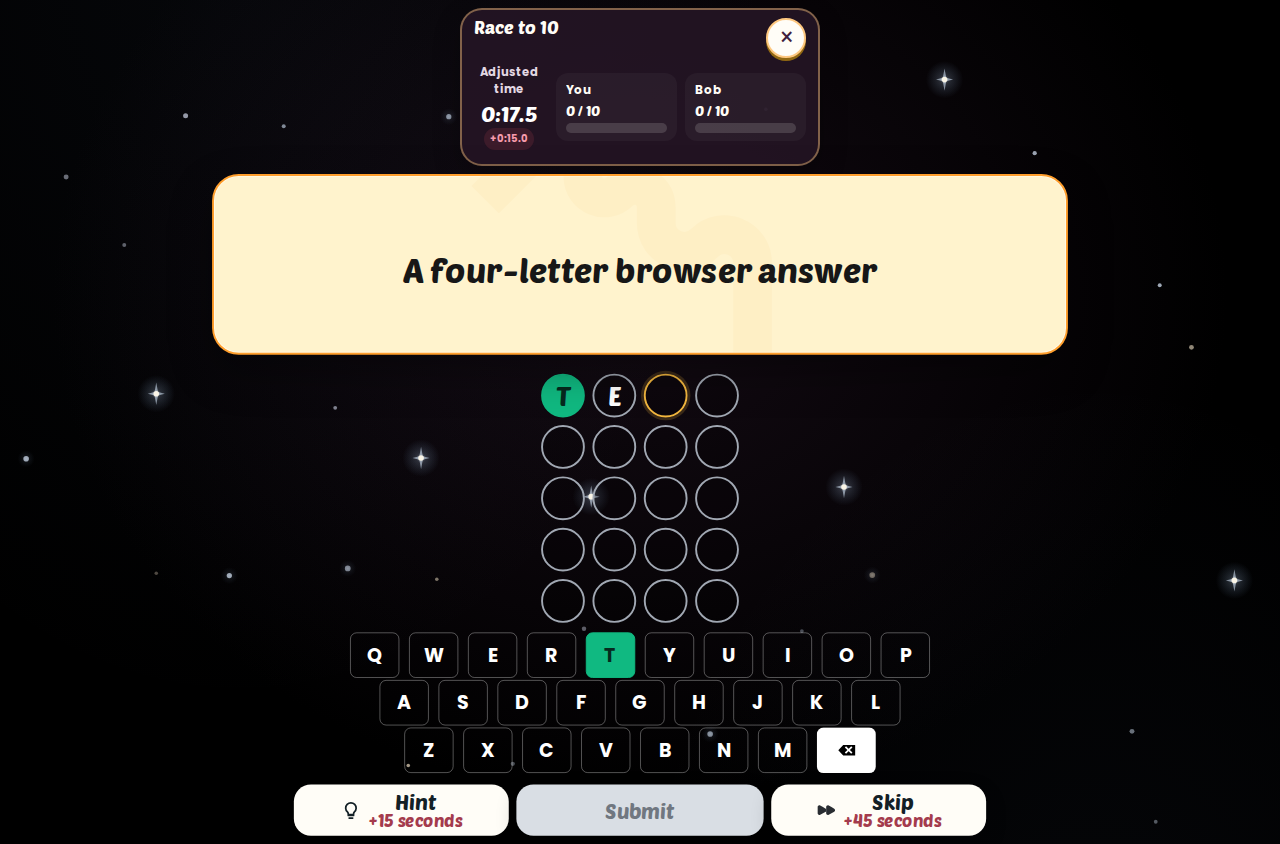 Race to 10
×
Adjusted
time
0:17.5
+0:15.0
You
0 / 10
Bob
0 / 10
A four-letter browser answer
T E
Q W E R T Y U I O P
A S D F G H J K L
Z X C V B N M
Hint
+15 seconds
Submit
Skip
+45 seconds